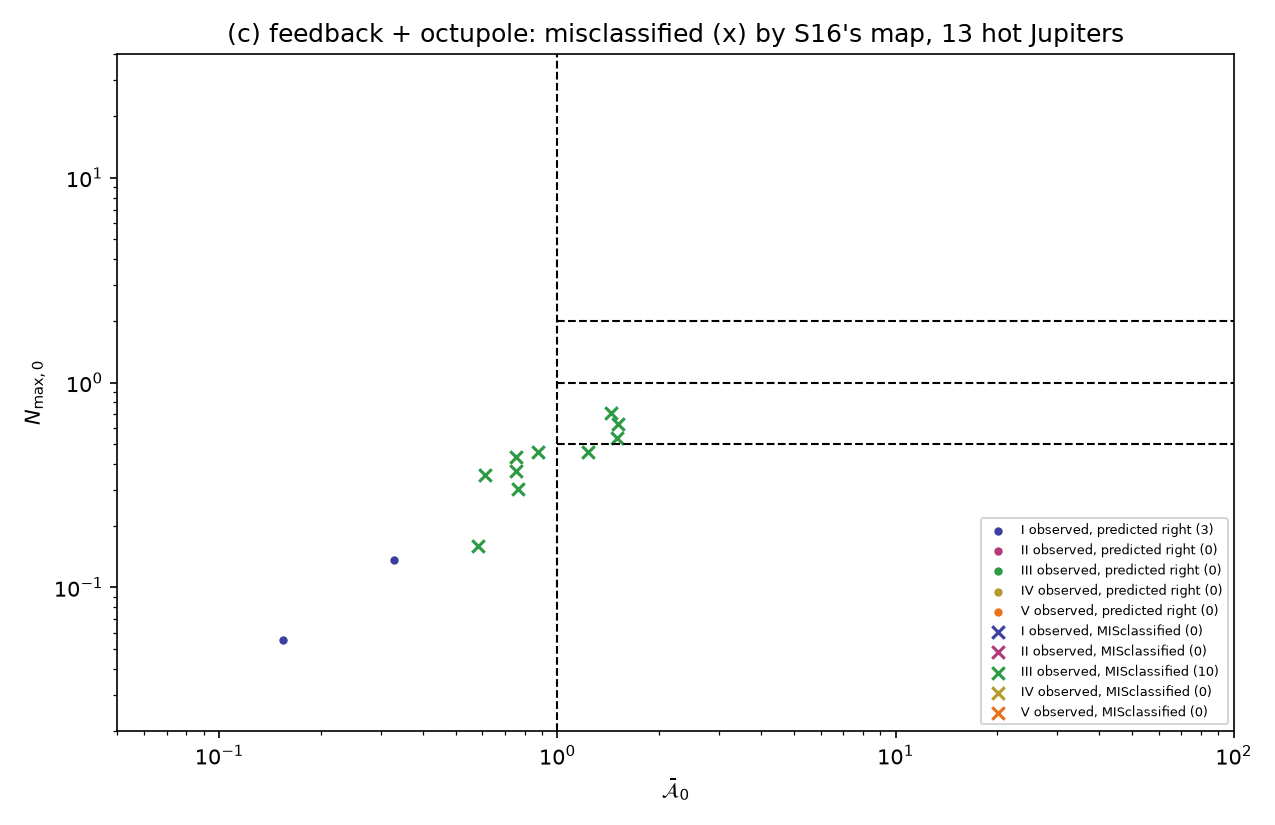 (c) feedback + octupole: misclassified (x) by S16's map, 13 hot Jupiters
10¹
10⁰
10⁻¹
N_max,0
I observed, predicted right (3)
II observed, predicted right (0)
III observed, predicted right (0)
IV observed, predicted right (0)
V observed, predicted right (0)
I observed, MISclassified (0)
II observed, MISclassified (0)
III observed, MISclassified (10)
IV observed, MISclassified (0)
V observed, MISclassified (0)
10⁻¹ 10⁰ 10¹ 10²
𝒜̄₀